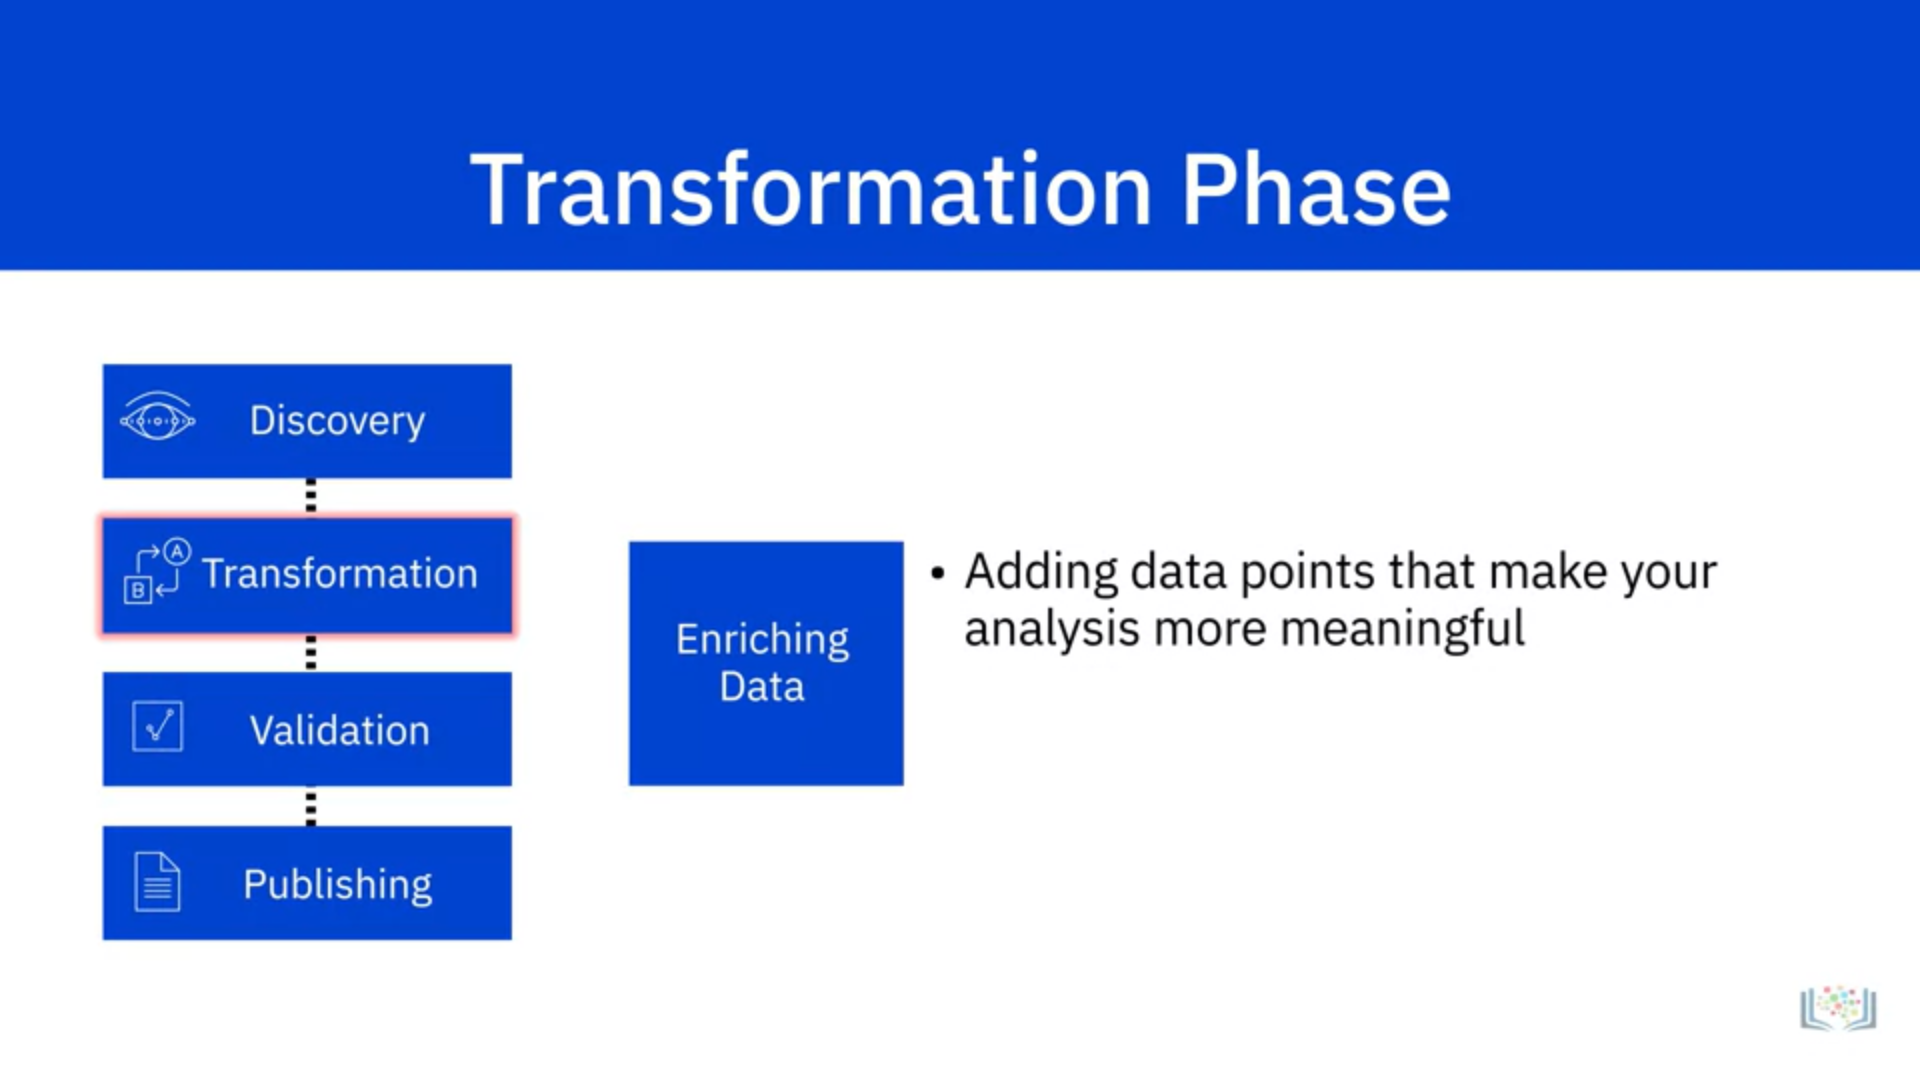 Transformation Phase
Discovery
A
Transformation
B
Validation
Publishing
Enriching
Data
• Adding data points that make your
analysis more meaningful